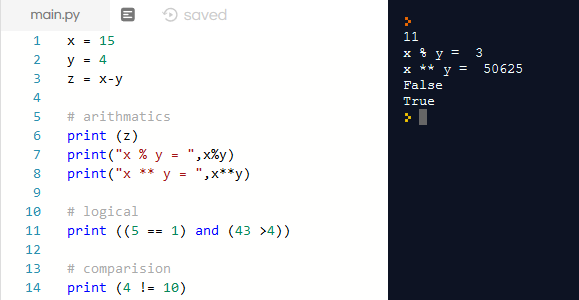 main.py saved
1 x = 15
2 y = 4
3 z = x-y
4
5 # arithmatics
6 print (z)
7 print("x % y = ",x%y)
8 print("x ** y = ",x**y)
9
10 # logical
11 print ((5 == 1) and (43 >4))
12
13 # comparision
14 print (4 != 10)
11
x % y =  3
x ** y =  50625
False
True